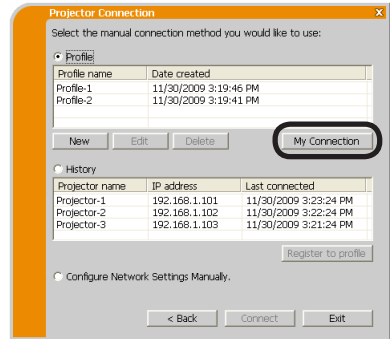 Projector Connection x
Select the manual connection method you would like to use:
Profile
Profile name Date created
Profile-1 11/30/2009 3:19:46 PM
Profile-2 11/30/2009 3:19:41 PM
New Edit Delete My Connection
History
Projector name IP address Last connected
Projector-1 192.168.1.101 11/30/2009 3:23:24 PM
Projector-2 192.168.1.102 11/30/2009 3:22:24 PM
Projector-3 192.168.1.103 11/30/2009 3:21:24 PM
Register to profile
Configure Network Settings Manually.
< Back Connect Exit